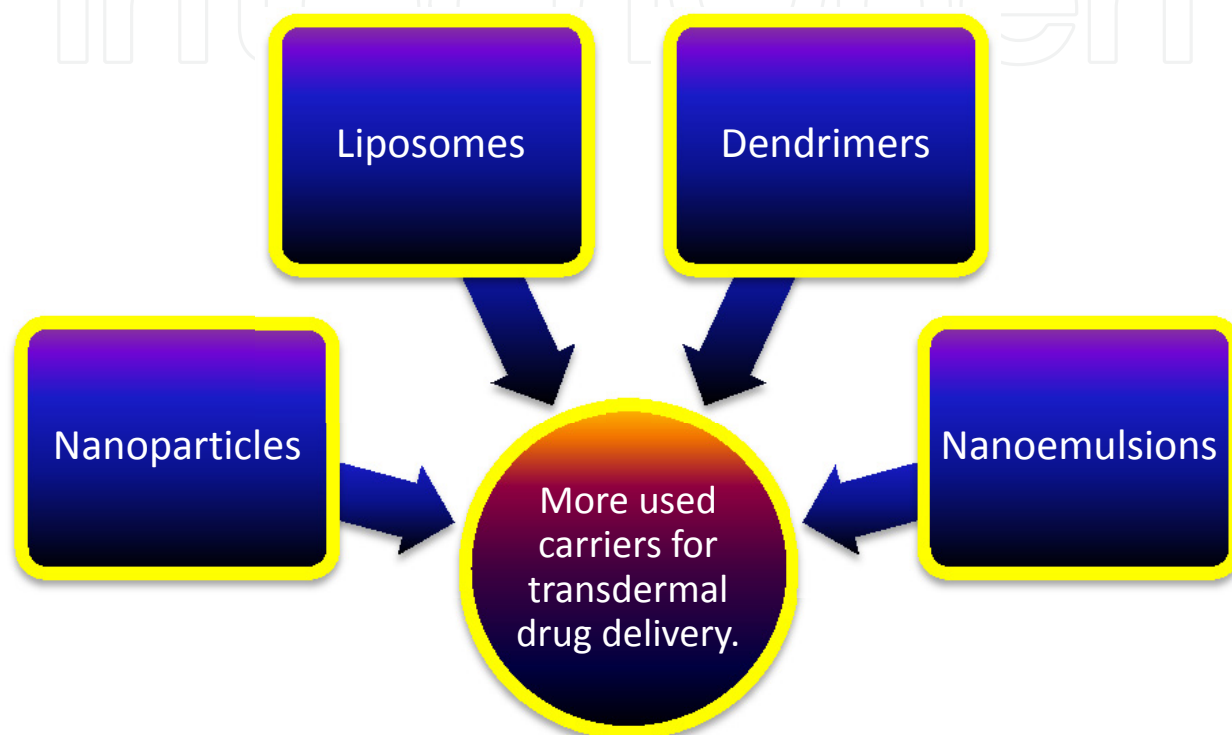 Liposomes
Dendrimers
Nanoparticles
Nanoemulsions
More used
carriers for
transdermal
drug delivery.